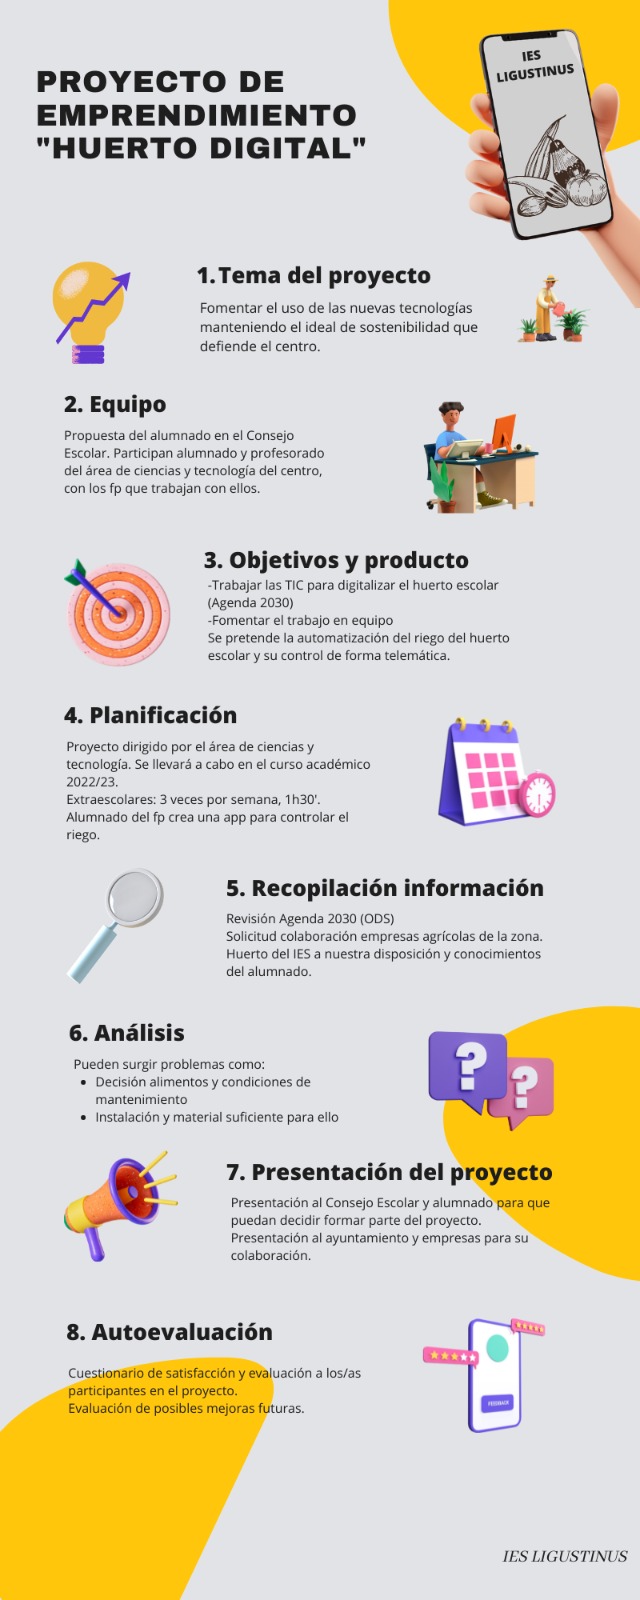 PROYECTO DE
EMPRENDIMIENTO
"HUERTO DIGITAL"
IES
LIGUSTINUS
1. Tema del proyecto
Fomentar el uso de las nuevas tecnologías
manteniendo el ideal de sostenibilidad que
defiende el centro.
2. Equipo
Propuesta del alumnado en el Consejo
Escolar. Participan alumnado y profesorado
del área de ciencias y tecnología del centro,
con los fp que trabajan con ellos.
3. Objetivos y producto
-Trabajar las TIC para digitalizar el huerto escolar
(Agenda 2030)
-Fomentar el trabajo en equipo
Se pretende la automatización del riego del huerto
escolar y su control de forma telemática.
4. Planificación
Proyecto dirigido por el área de ciencias y
tecnología. Se llevará a cabo en el curso académico
2022/23.
Extraescolares: 3 veces por semana, 1h30'.
Alumnado del fp crea una app para controlar el
riego.
5. Recopilación información
Revisión Agenda 2030 (ODS)
Solicitud colaboración empresas agrícolas de la zona.
Huerto del IES a nuestra disposición y conocimientos
del alumnado.
6. Análisis
Pueden surgir problemas como:
• Decisión alimentos y condiciones de
mantenimiento
• Instalación y material suficiente para ello
? ?
7. Presentación del proyecto
Presentación al Consejo Escolar y alumnado para que
puedan decidir formar parte del proyecto.
Presentación al ayuntamiento y empresas para su
colaboración.
8. Autoevaluación
Cuestionario de satisfacción y evaluación a los/as
participantes en el proyecto.
Evaluación de posibles mejoras futuras.
FEEDBACK
IES LIGUSTINUS